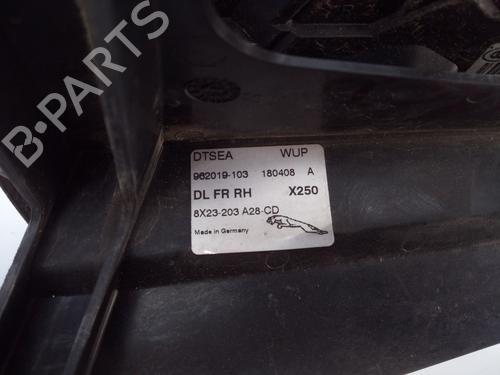 B-PARTS
DTSEA WUP
962019-103 180408 A
DL FR RH X250
8X23-203 A28-CD
Made in Germany